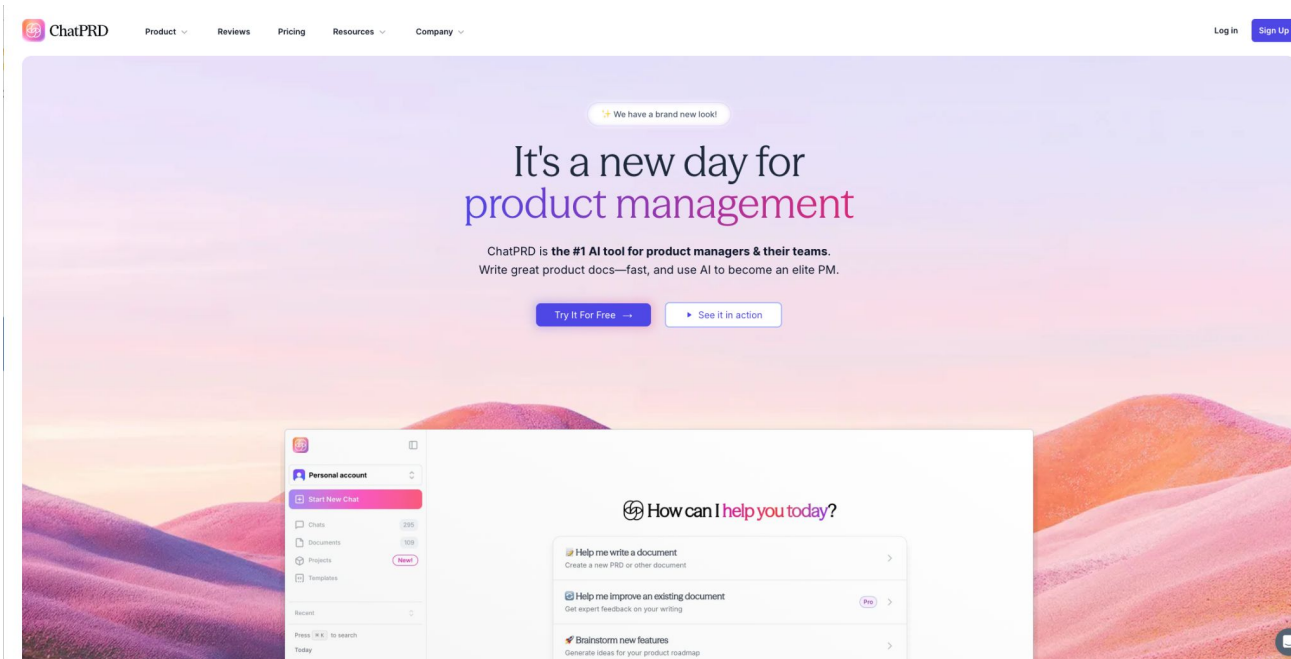 ChatPRD
Product
Reviews
Pricing
Resources
Company
Log in
Sign Up
✨ We have a brand new look!
It's a new day for
product management
ChatPRD is the #1 AI tool for product managers & their teams.
Write great product docs—fast, and use AI to become an elite PM.
Try It For Free →
See it in action
Personal account
Start New Chat
Chats 295
Documents 109
Projects New!
Templates
Recent
Press ⌘ K to search
Today
How can I help you today?
Help me write a document
Create a new PRD or other document
Help me improve an existing document
Get expert feedback on your writing
Pro
🚀 Brainstorm new features
Generate ideas for your product roadmap